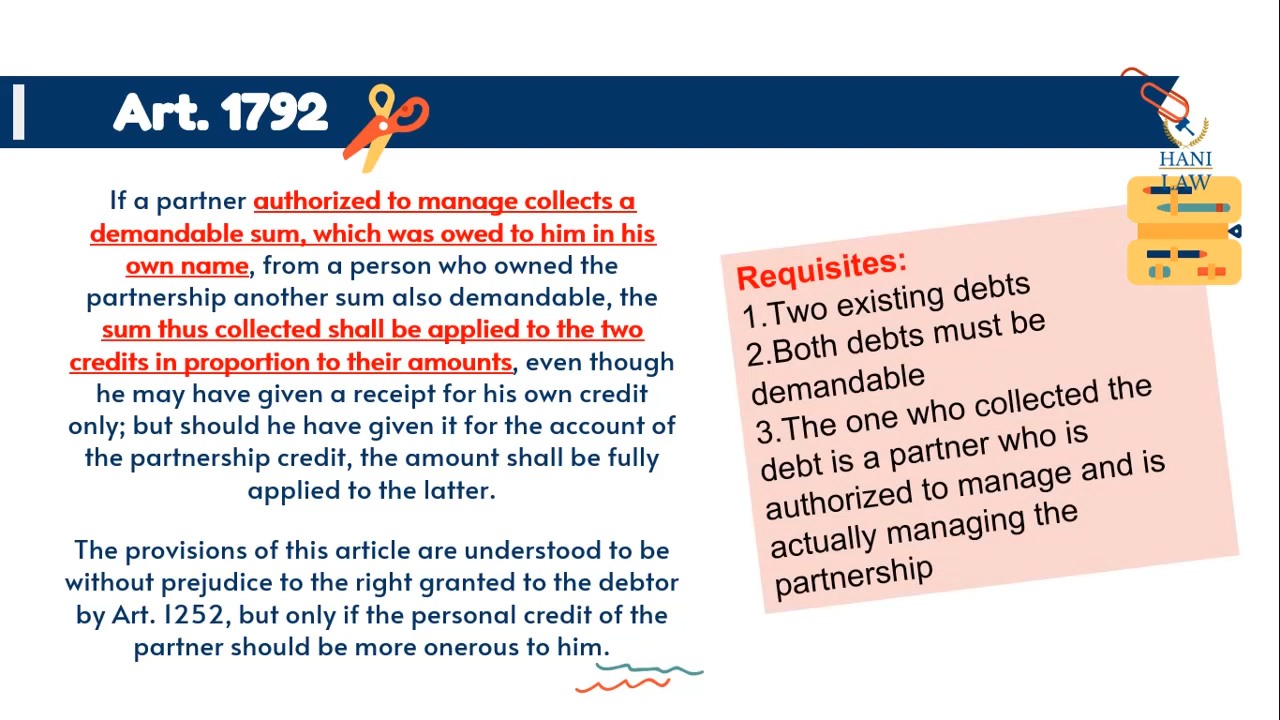 Art. 1792
HANI
LAW
If a partner authorized to manage collects a
demandable sum, which was owed to him in his
own name, from a person who owned the
partnership another sum also demandable, the
sum thus collected shall be applied to the two
credits in proportion to their amounts, even though
he may have given a receipt for his own credit
only; but should he have given it for the account of
the partnership credit, the amount shall be fully
applied to the latter.
The provisions of this article are understood to be
without prejudice to the right granted to the debtor
by Art. 1252, but only if the personal credit of the
partner should be more onerous to him.
Requisites:
1.Two existing debts
2.Both debts must be
demandable
3.The one who collected the
debt is a partner who is
authorized to manage and is
actually managing the
partnership